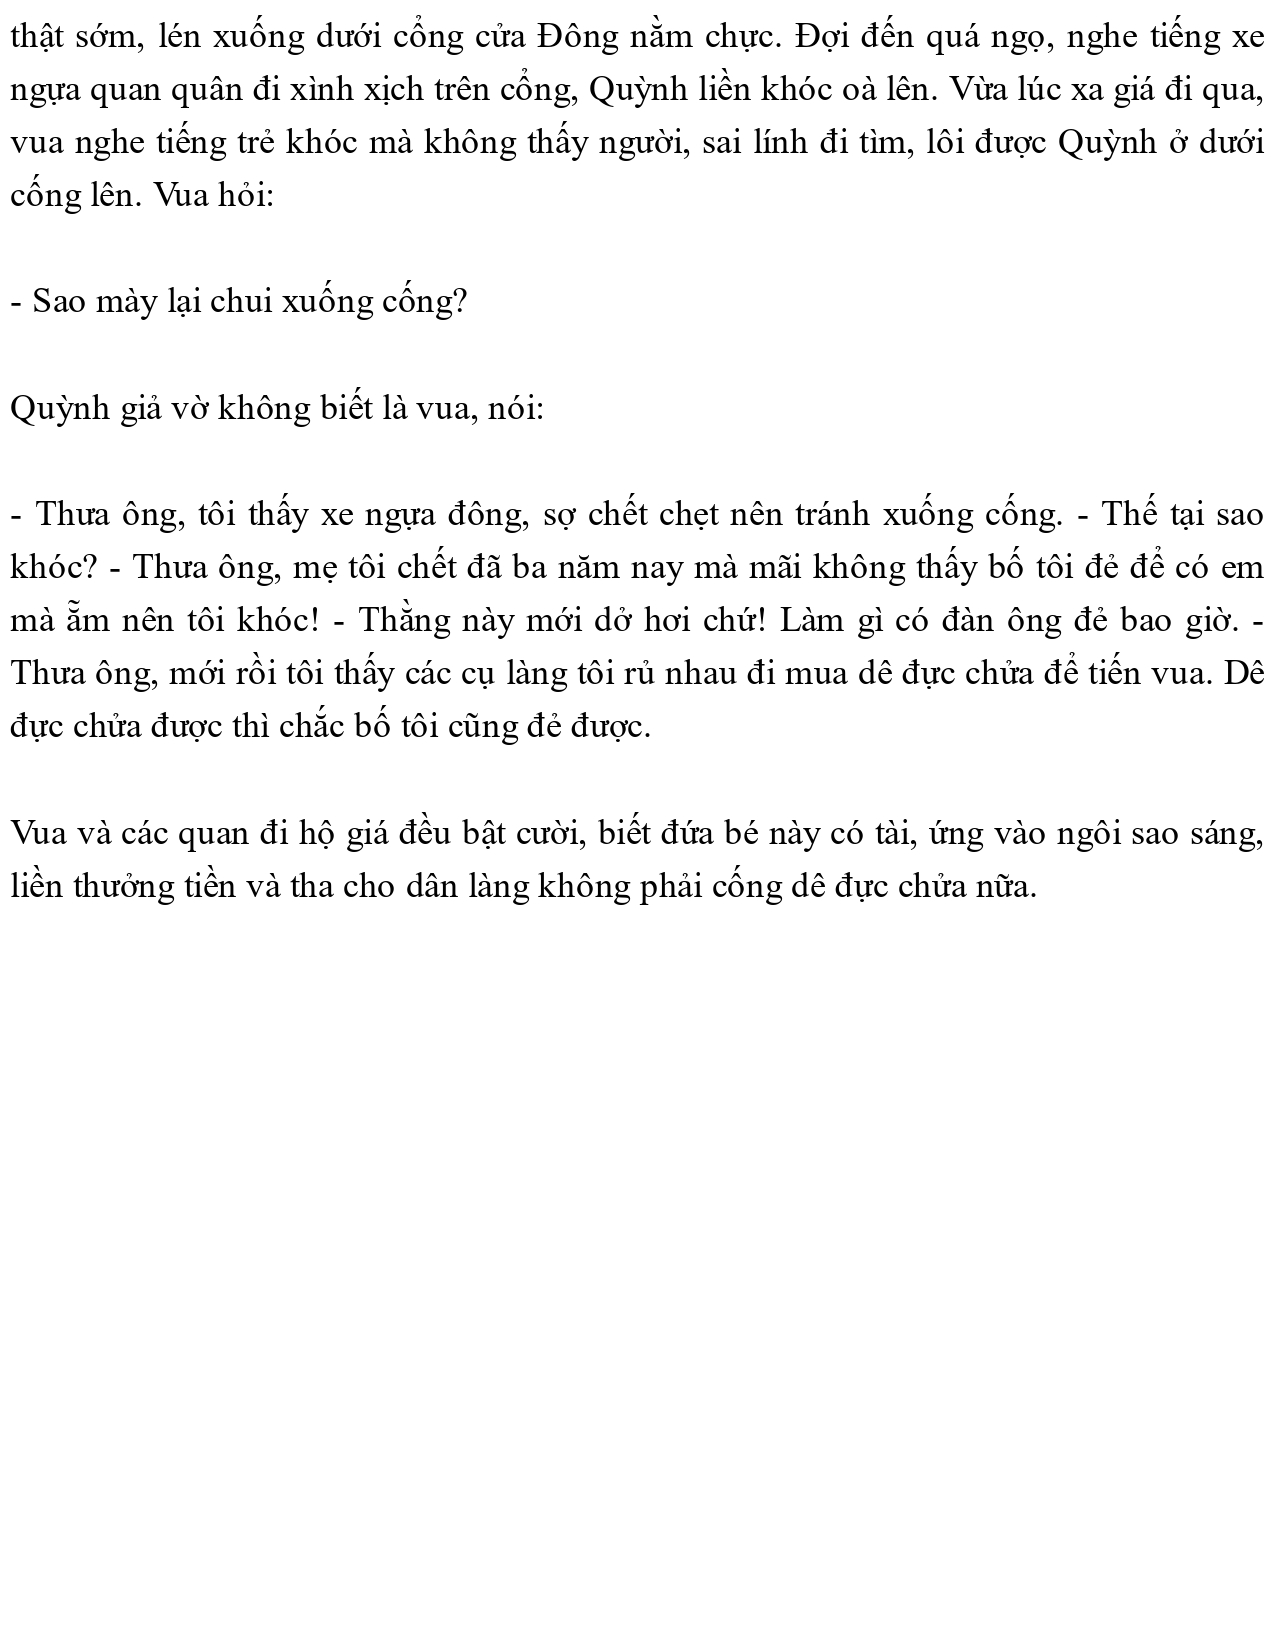 thật sớm, lén xuống dưới cổng cửa Đông nằm chực. Đợi đến quá ngọ, nghe tiếng xe
ngựa quan quân đi xình xịch trên cổng, Quỳnh liền khóc oà lên. Vừa lúc xa giá đi qua,
vua nghe tiếng trẻ khóc mà không thấy người, sai lính đi tìm, lôi được Quỳnh ở dưới
cống lên. Vua hỏi:
- Sao mày lại chui xuống cống?
Quỳnh giả vờ không biết là vua, nói:
- Thưa ông, tôi thấy xe ngựa đông, sợ chết chẹt nên tránh xuống cống. - Thế tại sao
khóc? - Thưa ông, mẹ tôi chết đã ba năm nay mà mãi không thấy bố tôi đẻ để có em
mà ẵm nên tôi khóc! - Thằng này mới dở hơi chứ! Làm gì có đàn ông đẻ bao giờ. -
Thưa ông, mới rồi tôi thấy các cụ làng tôi rủ nhau đi mua dê đực chửa để tiến vua. Dê
đực chửa được thì chắc bố tôi cũng đẻ được.
Vua và các quan đi hộ giá đều bật cười, biết đứa bé này có tài, ứng vào ngôi sao sáng,
liền thưởng tiền và tha cho dân làng không phải cống dê đực chửa nữa.